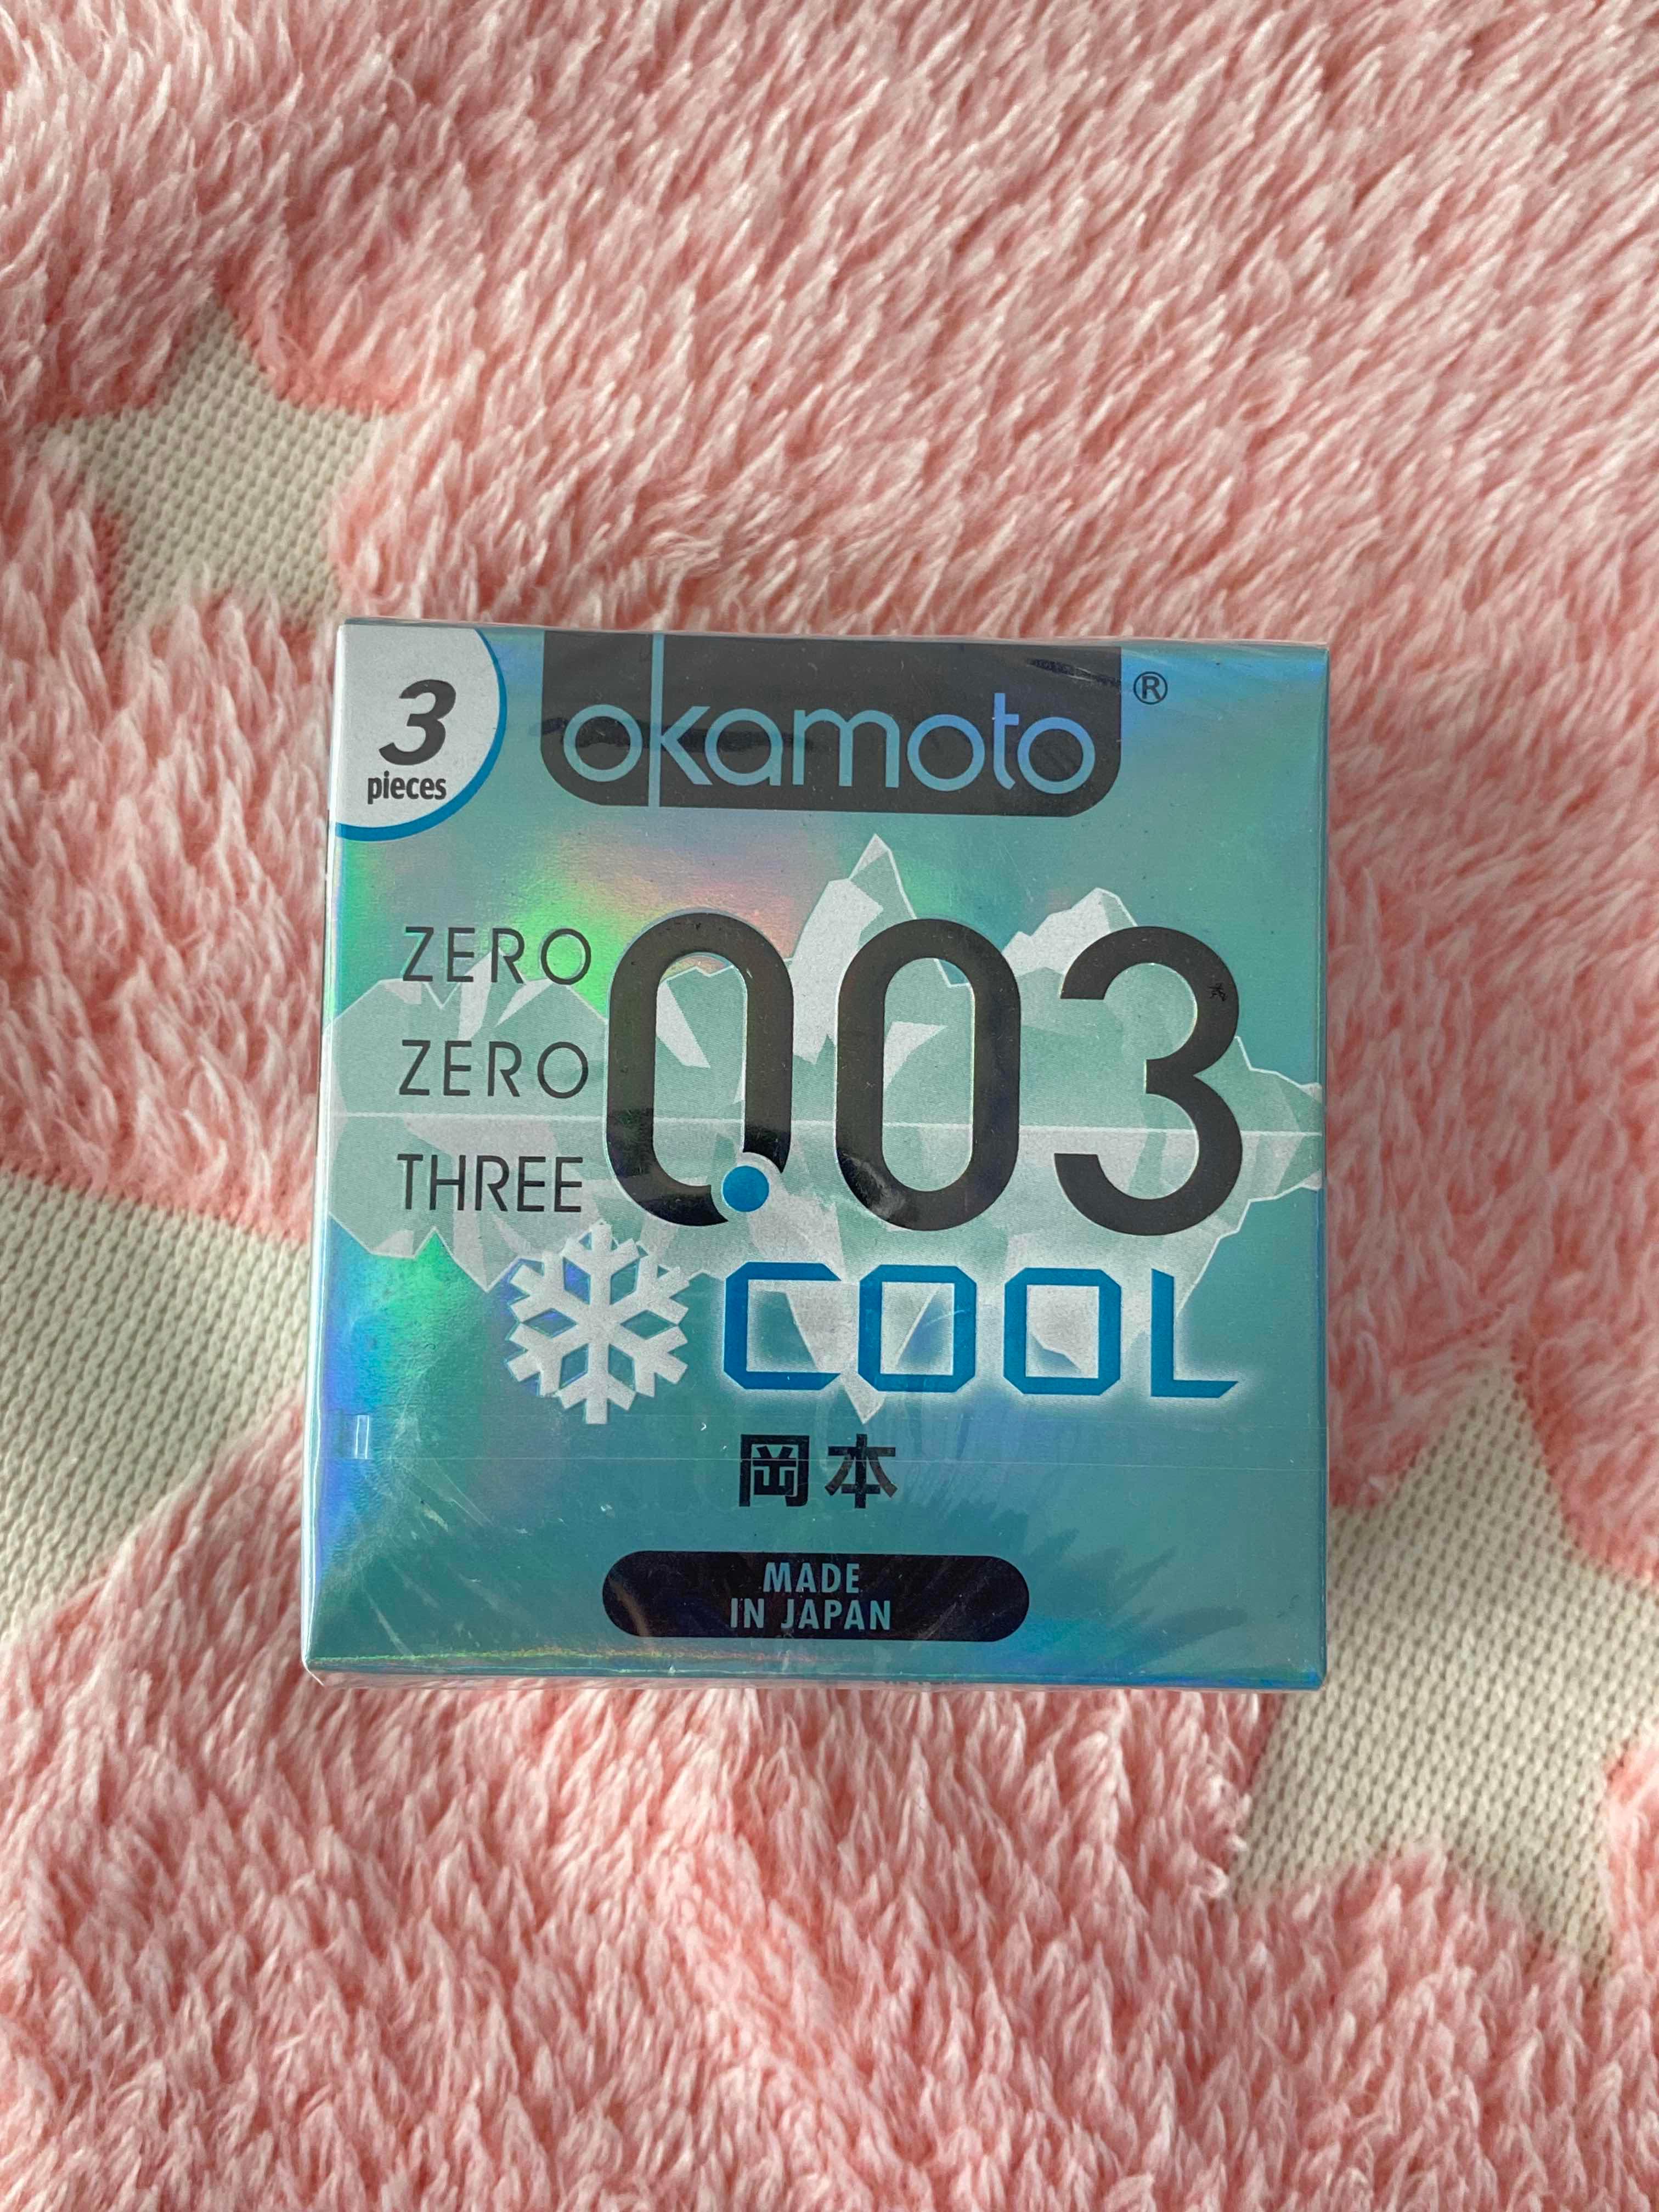 3
pieces
okamoto®
ZERO
ZERO
THREE
0.03
COOL
岡本
MADE
IN JAPAN